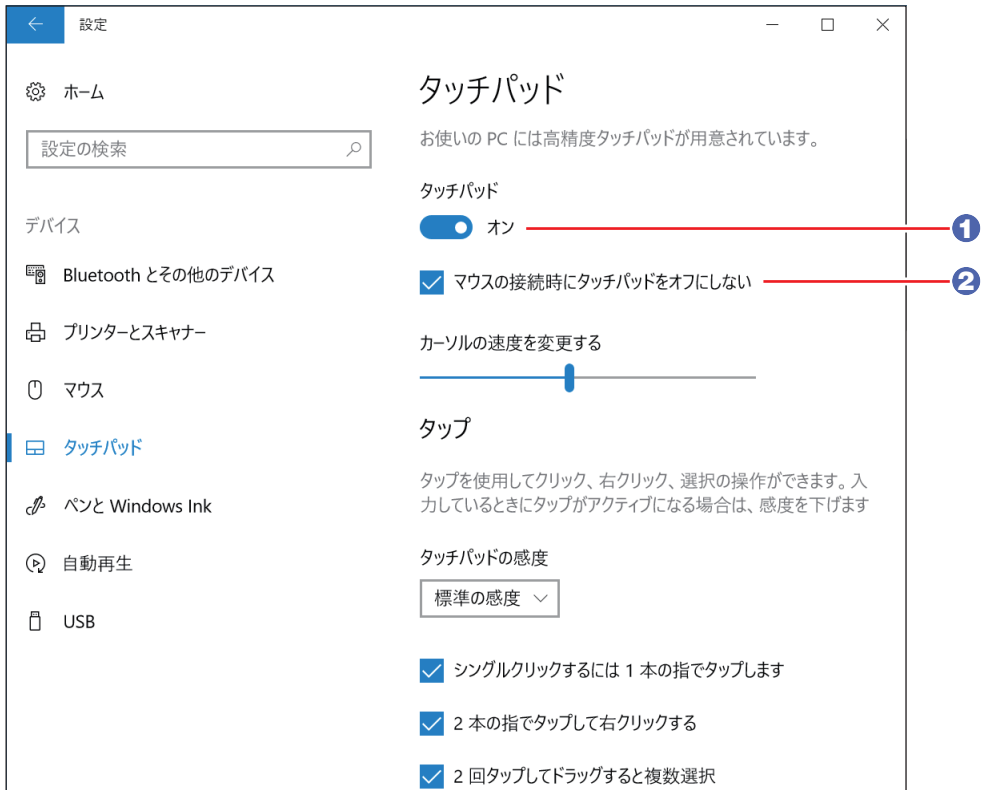 設定
ホーム
設定の検索
デバイス
Bluetooth とその他のデバイス
プリンターとスキャナー
マウス
タッチパッド
ペンと Windows Ink
自動再生
USB
タッチパッド
お使いの PC には高精度タッチパッドが用意されています。
タッチパッド
オン
1
マウスの接続時にタッチパッドをオフにしない
2
カーソルの速度を変更する
タップ
タップを使用してクリック、右クリック、選択の操作ができます。入
力しているときにタップがアクティブになる場合は、感度を下げます
タッチパッドの感度
標準の感度
シングルクリックするには 1 本の指でタップします
2 本の指でタップして右クリックする
2 回タップしてドラッグすると複数選択